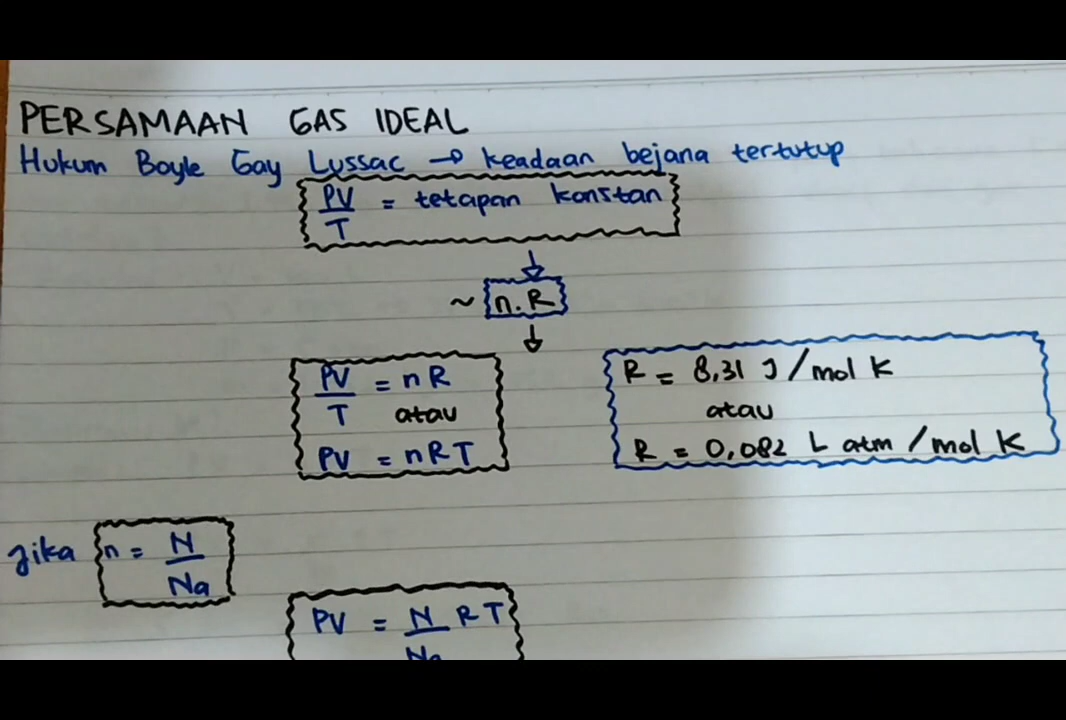 PERSAMAAN GAS IDEAL
Hukum Boyle Gay Lussac → keadaan bejana tertutup
PV/T = tetapan konstan
↓
~ n.R
↓
PV/T = nR
atau
PV = nRT
R = 8,31 J/mol K
atau
R = 0,082 L atm/mol K
jika n = N/Na
PV = N/Na RT